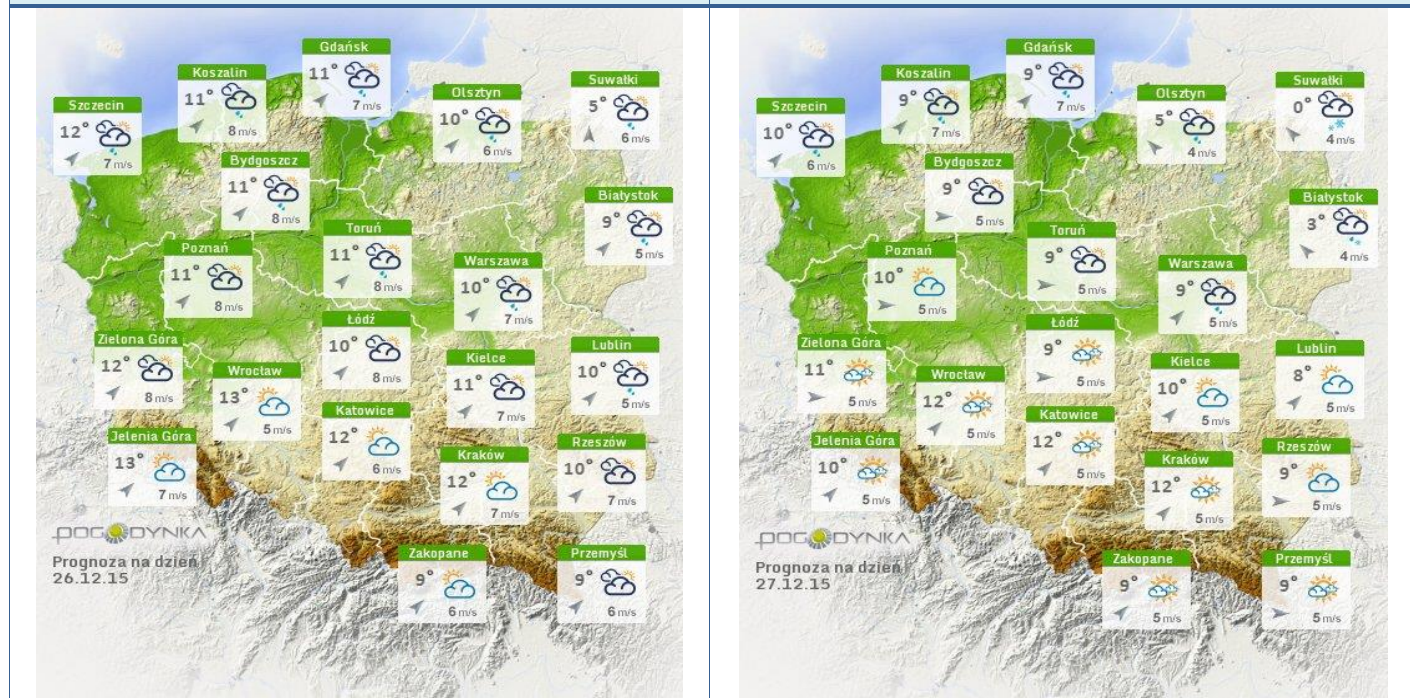 Gdańsk
11°
7 m/s
Koszalin
11°
8 m/s
Suwałki
5°
6 m/s
Olsztyn
10°
6 m/s
Szczecin
12°
7 m/s
Bydgoszcz
11°
8 m/s
Białystok
9°
5 m/s
Toruń
11°
8 m/s
Poznań
11°
8 m/s
Warszawa
10°
7 m/s
Łódź
10°
8 m/s
Zielona Góra
12°
8 m/s
Lublin
10°
5 m/s
Kielce
11°
7 m/s
Wrocław
13°
5 m/s
Katowice
12°
6 m/s
Jelenia Góra
13°
7 m/s
Rzeszów
10°
7 m/s
Kraków
12°
7 m/s
POGODYNKA
Zakopane
9°
6 m/s
Przemyśl
9°
6 m/s
Prognoza na dzień
26.12.15
Gdańsk
9°
7 m/s
Koszalin
9°
7 m/s
Suwałki
0°
4 m/s
Olsztyn
5°
4 m/s
Szczecin
10°
6 m/s
Bydgoszcz
9°
5 m/s
Białystok
3°
4 m/s
Toruń
9°
5 m/s
Poznań
10°
5 m/s
Warszawa
9°
5 m/s
Łódź
9°
5 m/s
Zielona Góra
11°
5 m/s
Lublin
8°
5 m/s
Kielce
10°
5 m/s
Wrocław
12°
5 m/s
Katowice
12°
5 m/s
Jelenia Góra
10°
5 m/s
Rzeszów
9°
5 m/s
Kraków
12°
5 m/s
POGODYNKA
Zakopane
9°
5 m/s
Przemyśl
9°
5 m/s
Prognoza na dzień
27.12.15